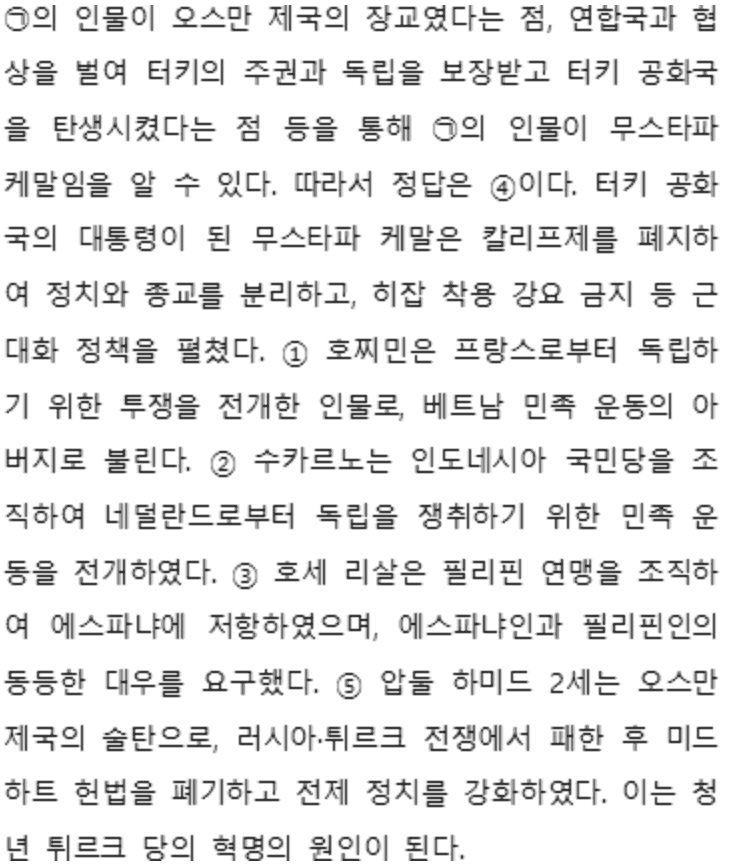 ㉠의 인물이 오스만 제국의 장교였다는 점, 연합국과 협
상을 벌여 터키의 주권과 독립을 보장받고 터키 공화국
을 탄생시켰다는 점 등을 통해 ㉠의 인물이 무스타파
케말임을 알 수 있다. 따라서 정답은 ④이다. 터키 공화
국의 대통령이 된 무스타파 케말은 칼리프제를 폐지하
여 정치와 종교를 분리하고, 히잡 착용 강요 금지 등 근
대화 정책을 펼쳤다. ① 호찌민은 프랑스로부터 독립하
기 위한 투쟁을 전개한 인물로, 베트남 민족 운동의 아
버지로 불린다. ② 수카르노는 인도네시아 국민당을 조
직하여 네덜란드로부터 독립을 쟁취하기 위한 민족 운
동을 전개하였다. ③ 호세 리살은 필리핀 연맹을 조직하
여 에스파냐에 저항하였으며, 에스파냐인과 필리핀인의
동등한 대우를 요구했다. ⑤ 압둘 하미드 2세는 오스만
제국의 술탄으로, 러시아·튀르크 전쟁에서 패한 후 미드
하트 헌법을 폐기하고 전제 정치를 강화하였다. 이는 청
년 튀르크 당의 혁명의 원인이 된다.